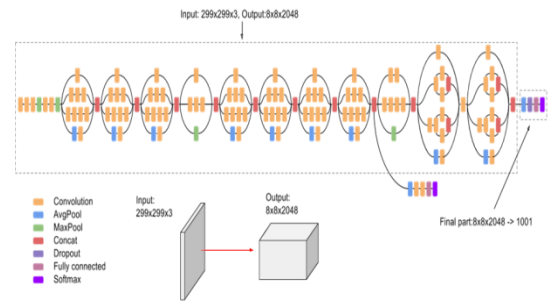 Input: 299x299x3, Output:8x8x2048
Convolution
AvgPool
MaxPool
Concat
Dropout
Fully connected
Softmax
Input:
299x299x3
Output:
8x8x2048
Final part:8x8x2048 -> 1001